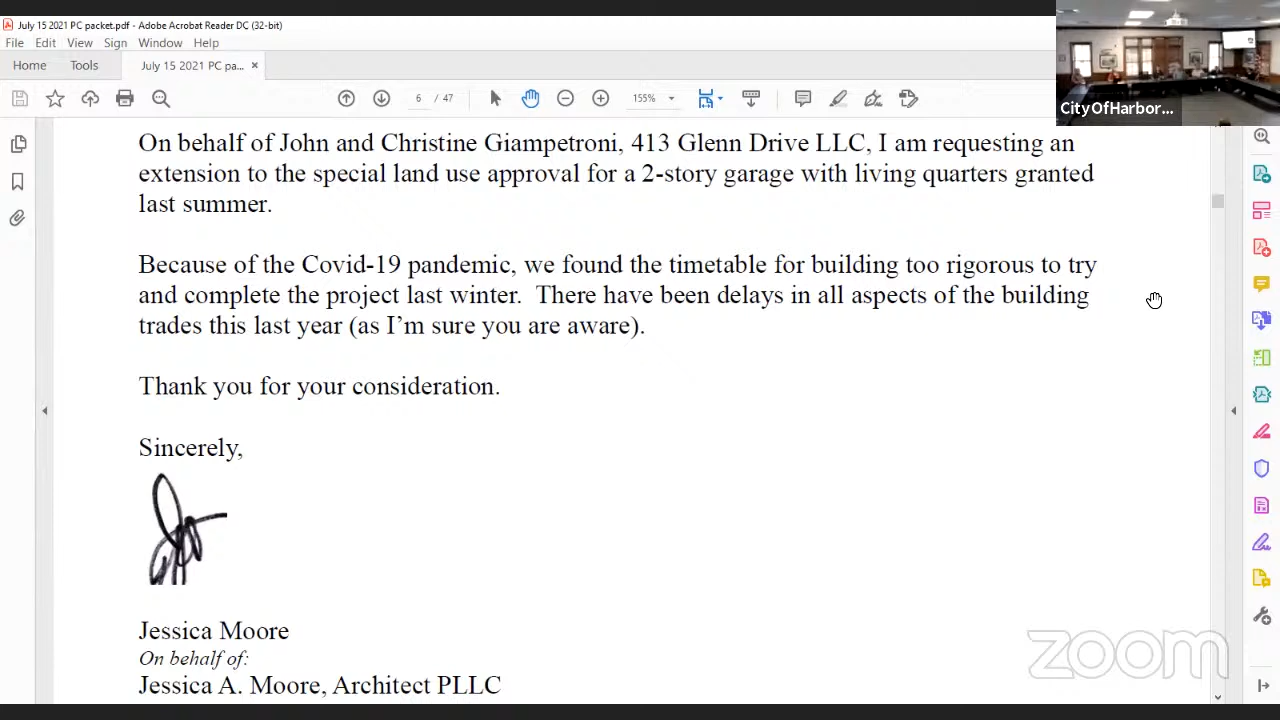 July 15 2021 PC packet.pdf - Adobe Acrobat Reader DC (32-bit)
File Edit View Sign Window Help
Home Tools July 15 2021 PC pa... ×
6 / 47 155%
CityOfHarbor...
On behalf of John and Christine Giampetroni, 413 Glenn Drive LLC, I am requesting an
extension to the special land use approval for a 2-story garage with living quarters granted
last summer.
Because of the Covid-19 pandemic, we found the timetable for building too rigorous to try
and complete the project last winter.  There have been delays in all aspects of the building
trades this last year (as I'm sure you are aware).
Thank you for your consideration.
Sincerely,
Jessica Moore
On behalf of:
Jessica A. Moore, Architect PLLC
zoom